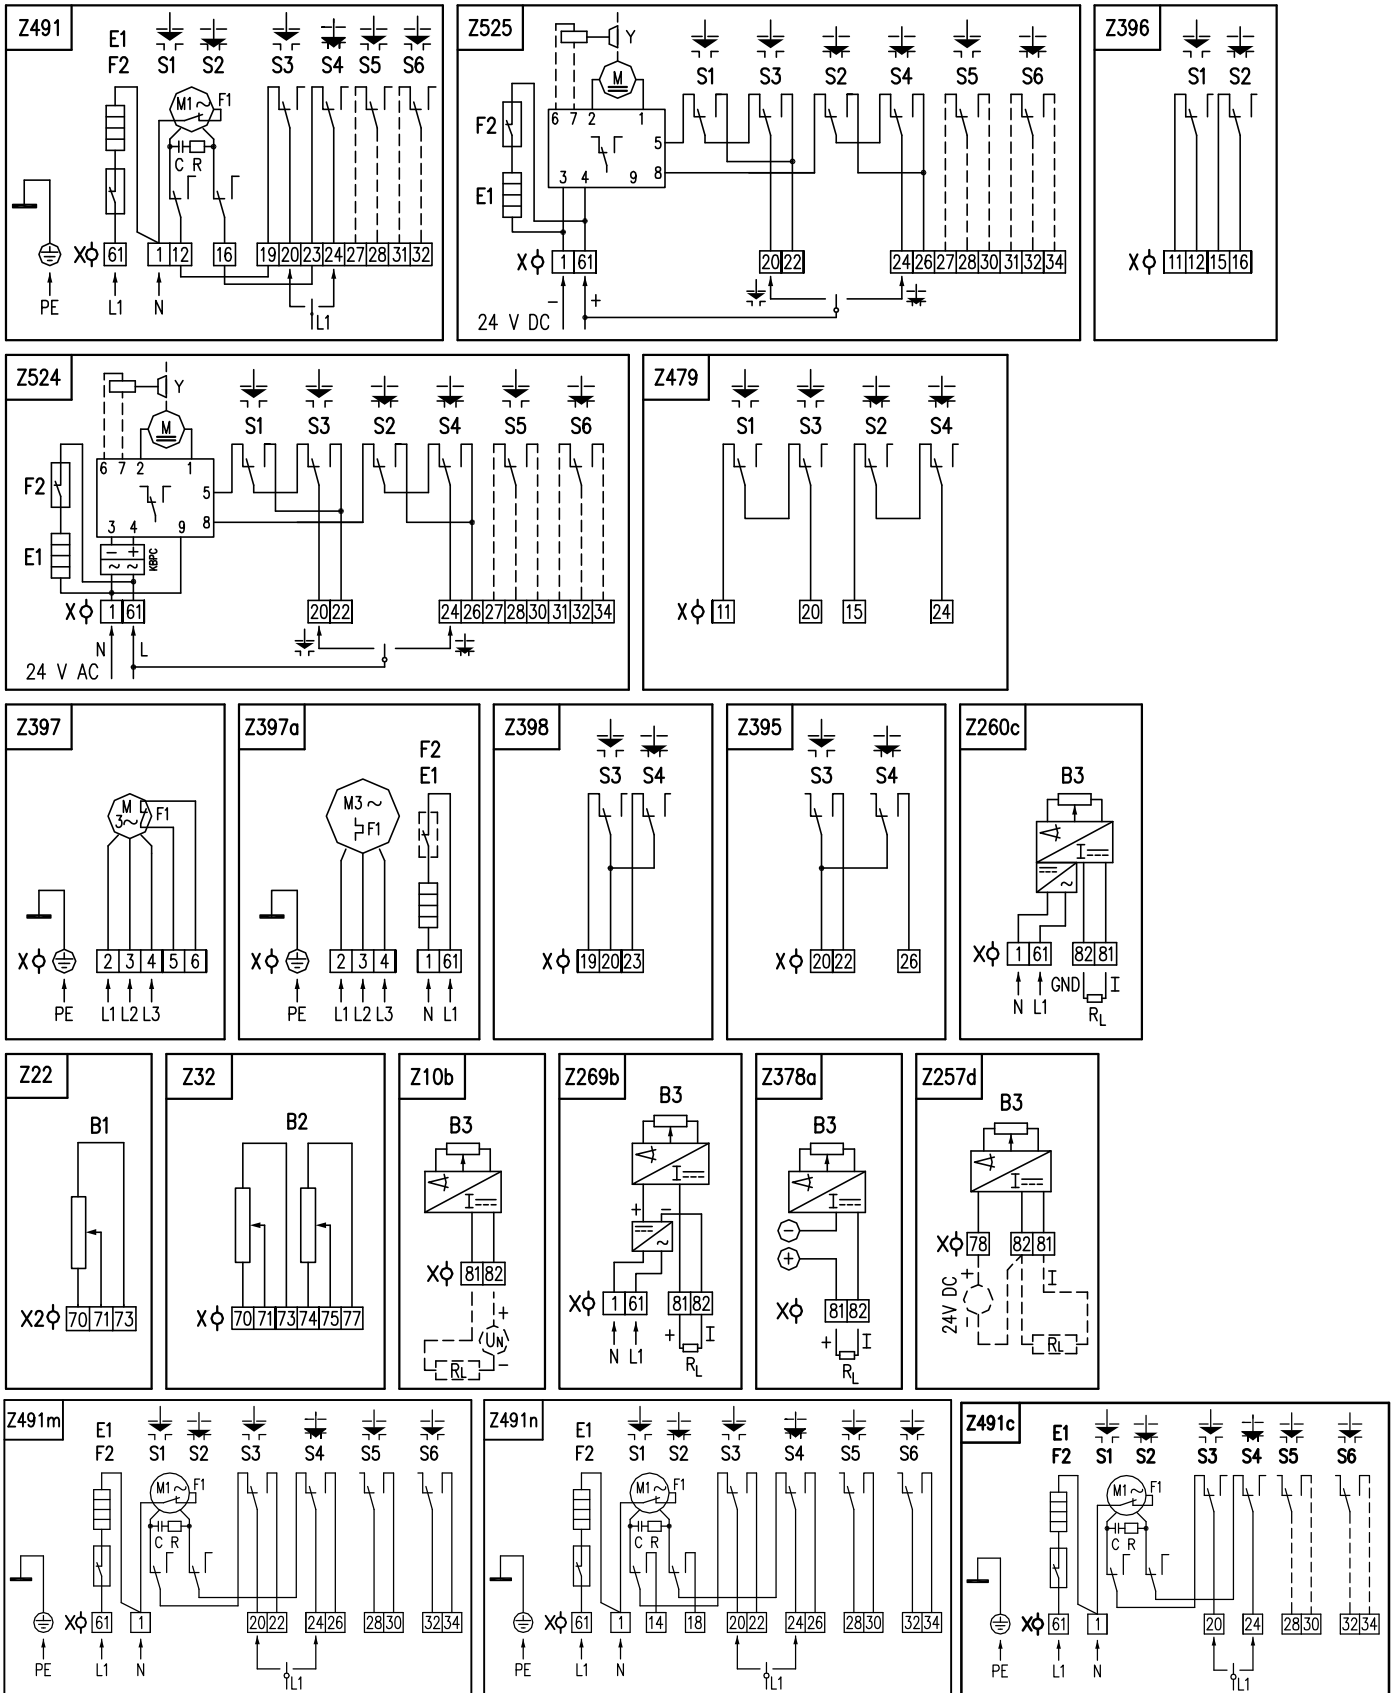 Z491
E1
F2
S1 S2 S3 S4 S5 S6
M1 ~ F1
C R
X 61 1 12 16 19 20 23 24 27 28 31 32
PE L1 N L1
Z525
Y
M
S1 S3 S2 S4 S5 S6
F2
6 7 2 1
5
3 4 9 8
E1
X 1 61 20 22 24 26 27 28 30 31 32 34
− +
24 V DC
Z396
S1 S2
X 11 12 15 16
Z524
Y
M
S1 S3 S2 S4 S5 S6
F2
6 7 2 1
5
3 4 9 8
− +
~ ~
KBPC
E1
X 1 61 20 22 24 26 27 28 30 31 32 34
N L
24 V AC
Z479
S1 S3 S2 S4
X 11 20 15 24
Z397
M
3~ F1
X 2 3 4 5 6
PE L1 L2 L3
Z397a
F2
E1
M3 ~
F1
X 2 3 4 1 61
PE L1 L2 L3 N L1
Z398
S3 S4
X 19 20 23
Z395
S3 S4
X 20 22 26
Z260c
B3
I
~
X 1 61 82 81
GND I
N L1 RL
Z22
B1
X2 70 71 73
Z32
B2
X 70 71 73 74 75 77
Z10b
B3
I
X 81 82
+
UN
RL −
Z269b
B3
I
+ −
~
X 1 61 81 82
+ I
N L1 RL
Z378a
B3
I
−
+
X 81 82
+ I
RL
Z257d
B3
I
X 78 82 81
+ I
24V DC
−
RL
Z491m
E1
F2
S1 S2 S3 S4 S5 S6
M1 ~ F1
C R
X 61 1 20 22 24 26 28 30 32 34
PE L1 N L1
Z491n
E1
F2
S1 S2 S3 S4 S5 S6
M1 ~ F1
C R
X 61 1 14 18 20 22 24 26 28 30 32 34
PE L1 N L1
Z491c
E1
F2
S1 S2 S3 S4 S5 S6
M1 ~ F1
C R
X 61 1 20 24 28 30 32 34
PE L1 N L1